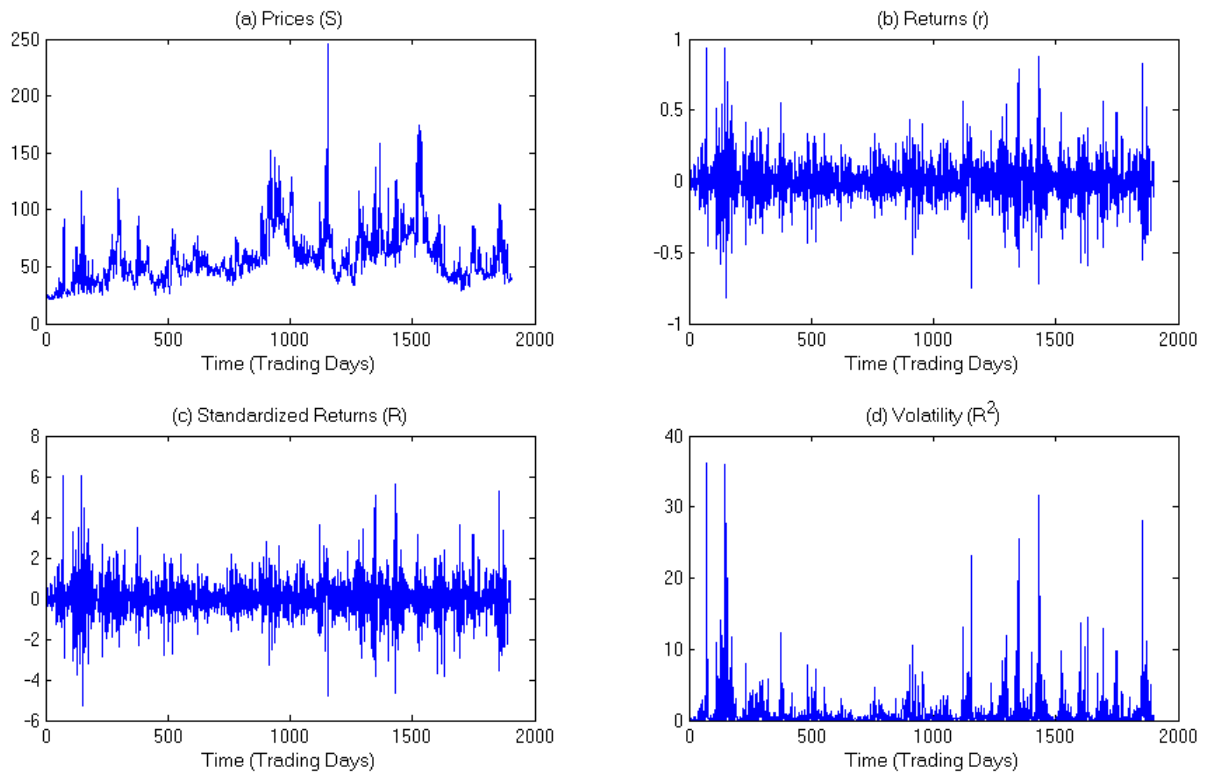 (a) Prices (S)
250
200
150
100
50
0
0 500 1000 1500 2000
Time (Trading Days)
(b) Returns (r)
1
0.5
0
-0.5
-1
0 500 1000 1500 2000
Time (Trading Days)
(c) Standardized Returns (R)
8
6
4
2
0
-2
-4
-6
0 500 1000 1500 2000
Time (Trading Days)
(d) Volatility (R²)
40
30
20
10
0
0 500 1000 1500 2000
Time (Trading Days)